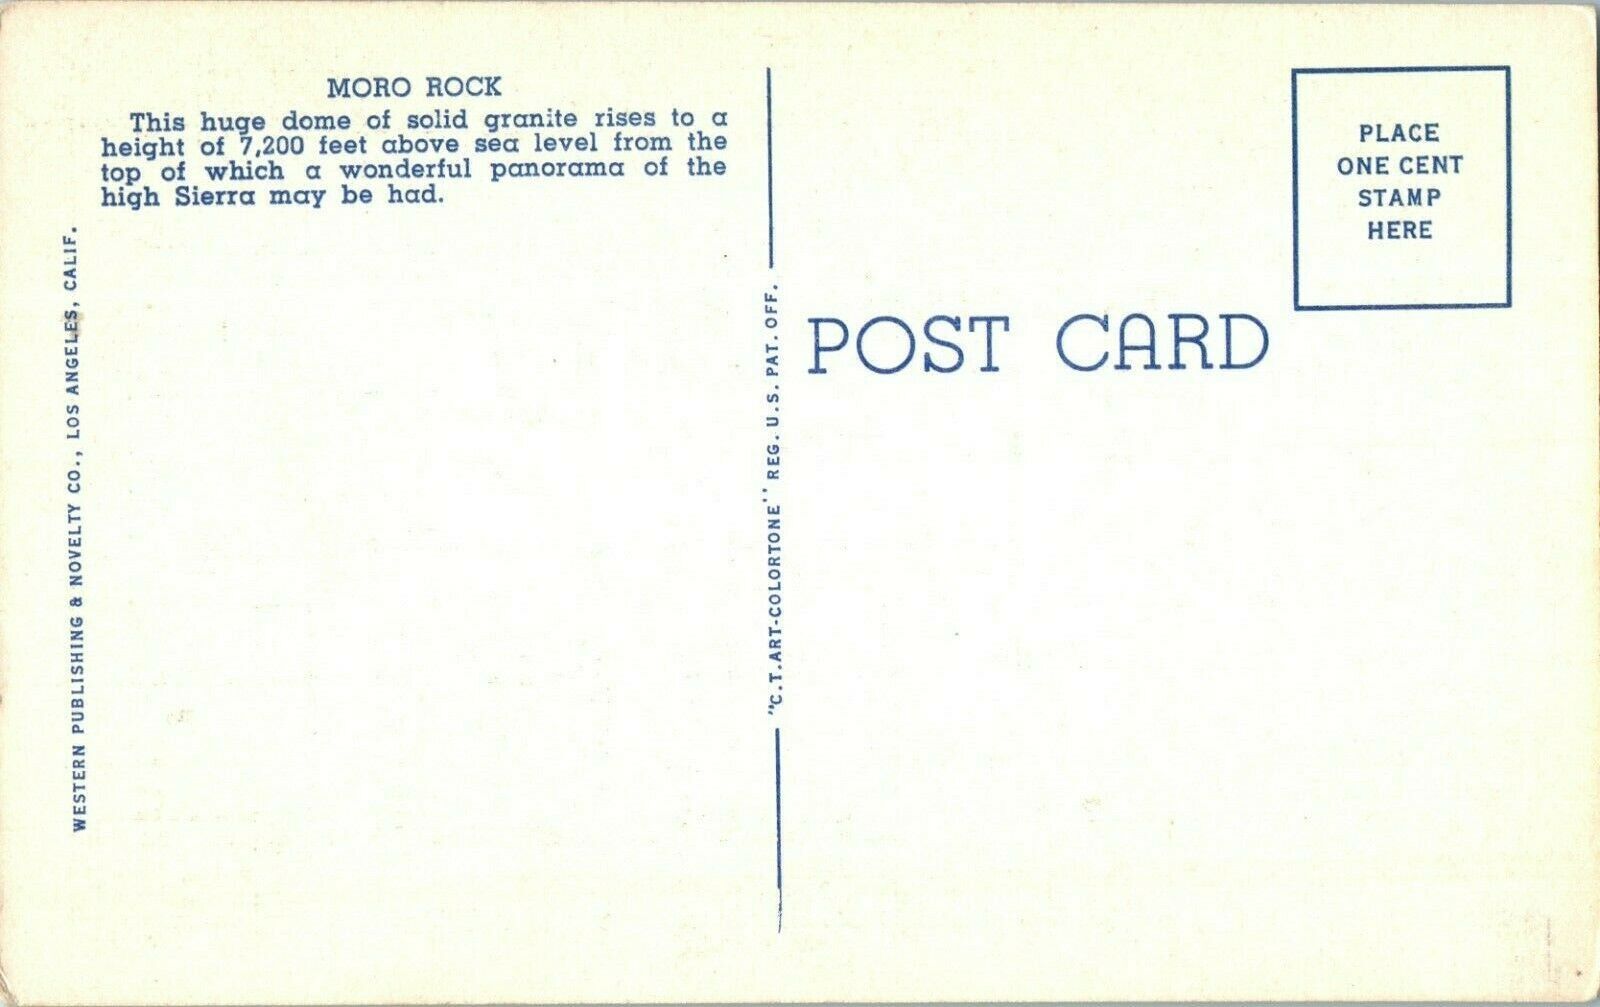 MORO ROCK
This huge dome of solid granite rises to a
height of 7,200 feet above sea level from the
top of which a wonderful panorama of the
high Sierra may be had.
WESTERN PUBLISHING & NOVELTY CO., LOS ANGELES, CALIF.
"C.T.ART-COLORTONE" REG. U.S. PAT. OFF.
POST CARD
PLACE
ONE CENT
STAMP
HERE